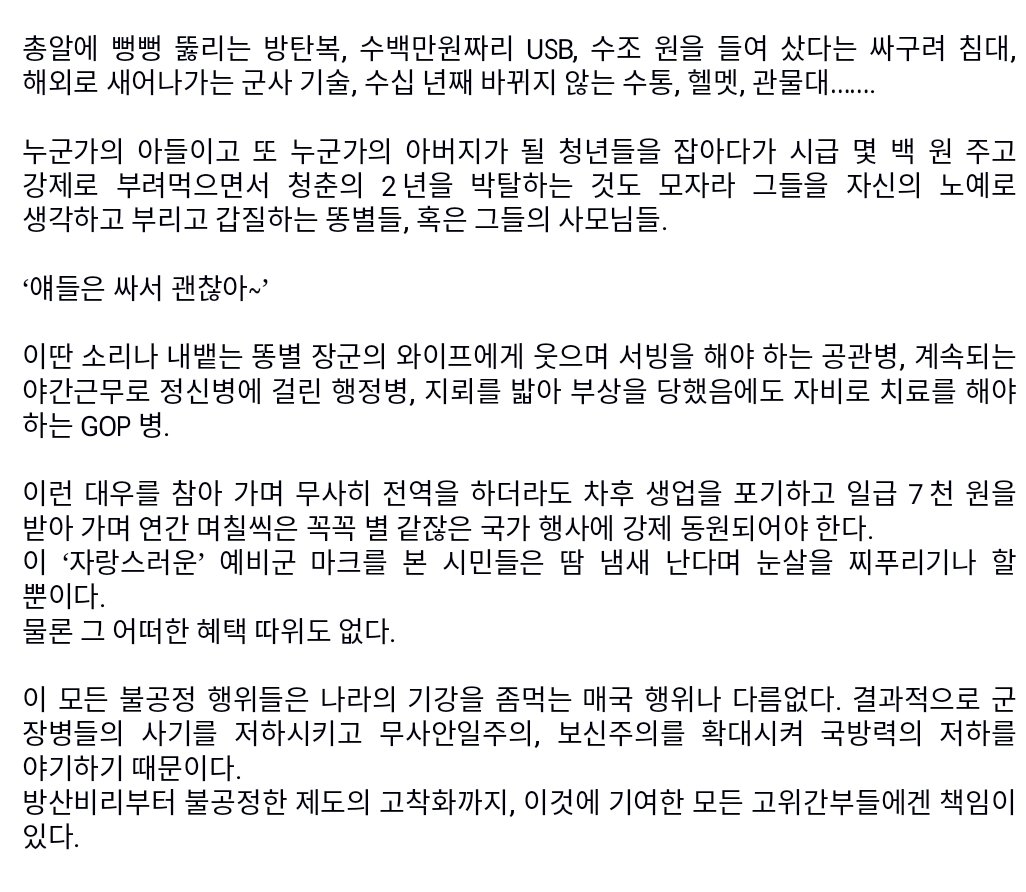 총알에 뻥뻥 뚫리는 방탄복, 수백만원짜리 USB, 수조 원을 들여 샀다는 싸구려 침대,
해외로 새어나가는 군사 기술, 수십 년째 바뀌지 않는 수통, 헬멧, 관물대.......
누군가의 아들이고 또 누군가의 아버지가 될 청년들을 잡아다가 시급 몇 백 원 주고
강제로 부려먹으면서 청춘의 2년을 박탈하는 것도 모자라 그들을 자신의 노예로
생각하고 부리고 갑질하는 똥별들, 혹은 그들의 사모님들.
‘얘들은 싸서 괜찮아~’
이딴 소리나 내뱉는 똥별 장군의 와이프에게 웃으며 서빙을 해야 하는 공관병, 계속되는
야간근무로 정신병에 걸린 행정병, 지뢰를 밟아 부상을 당했음에도 자비로 치료를 해야
하는 GOP 병.
이런 대우를 참아 가며 무사히 전역을 하더라도 차후 생업을 포기하고 일급 7천 원을
받아 가며 연간 며칠씩은 꼭꼭 별 같잖은 국가 행사에 강제 동원되어야 한다.
이 ‘자랑스러운’ 예비군 마크를 본 시민들은 땀 냄새 난다며 눈살을 찌푸리기나 할
뿐이다.
물론 그 어떠한 혜택 따위도 없다.
이 모든 불공정 행위들은 나라의 기강을 좀먹는 매국 행위나 다름없다. 결과적으로 군
장병들의 사기를 저하시키고 무사안일주의, 보신주의를 확대시켜 국방력의 저하를
야기하기 때문이다.
방산비리부터 불공정한 제도의 고착화까지, 이것에 기여한 모든 고위간부들에겐 책임이
있다.